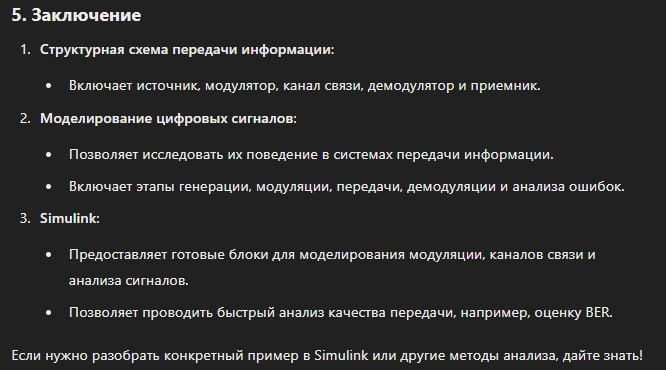 5. Заключение
1. Структурная схема передачи информации:
• Включает источник, модулятор, канал связи, демодулятор и приемник.
2. Моделирование цифровых сигналов:
• Позволяет исследовать их поведение в системах передачи информации.
• Включает этапы генерации, модуляции, передачи, демодуляции и анализа ошибок.
3. Simulink:
• Предоставляет готовые блоки для моделирования модуляции, каналов связи и
анализа сигналов.
• Позволяет проводить быстрый анализ качества передачи, например, оценку BER.
Если нужно разобрать конкретный пример в Simulink или другие методы анализа, дайте знать!